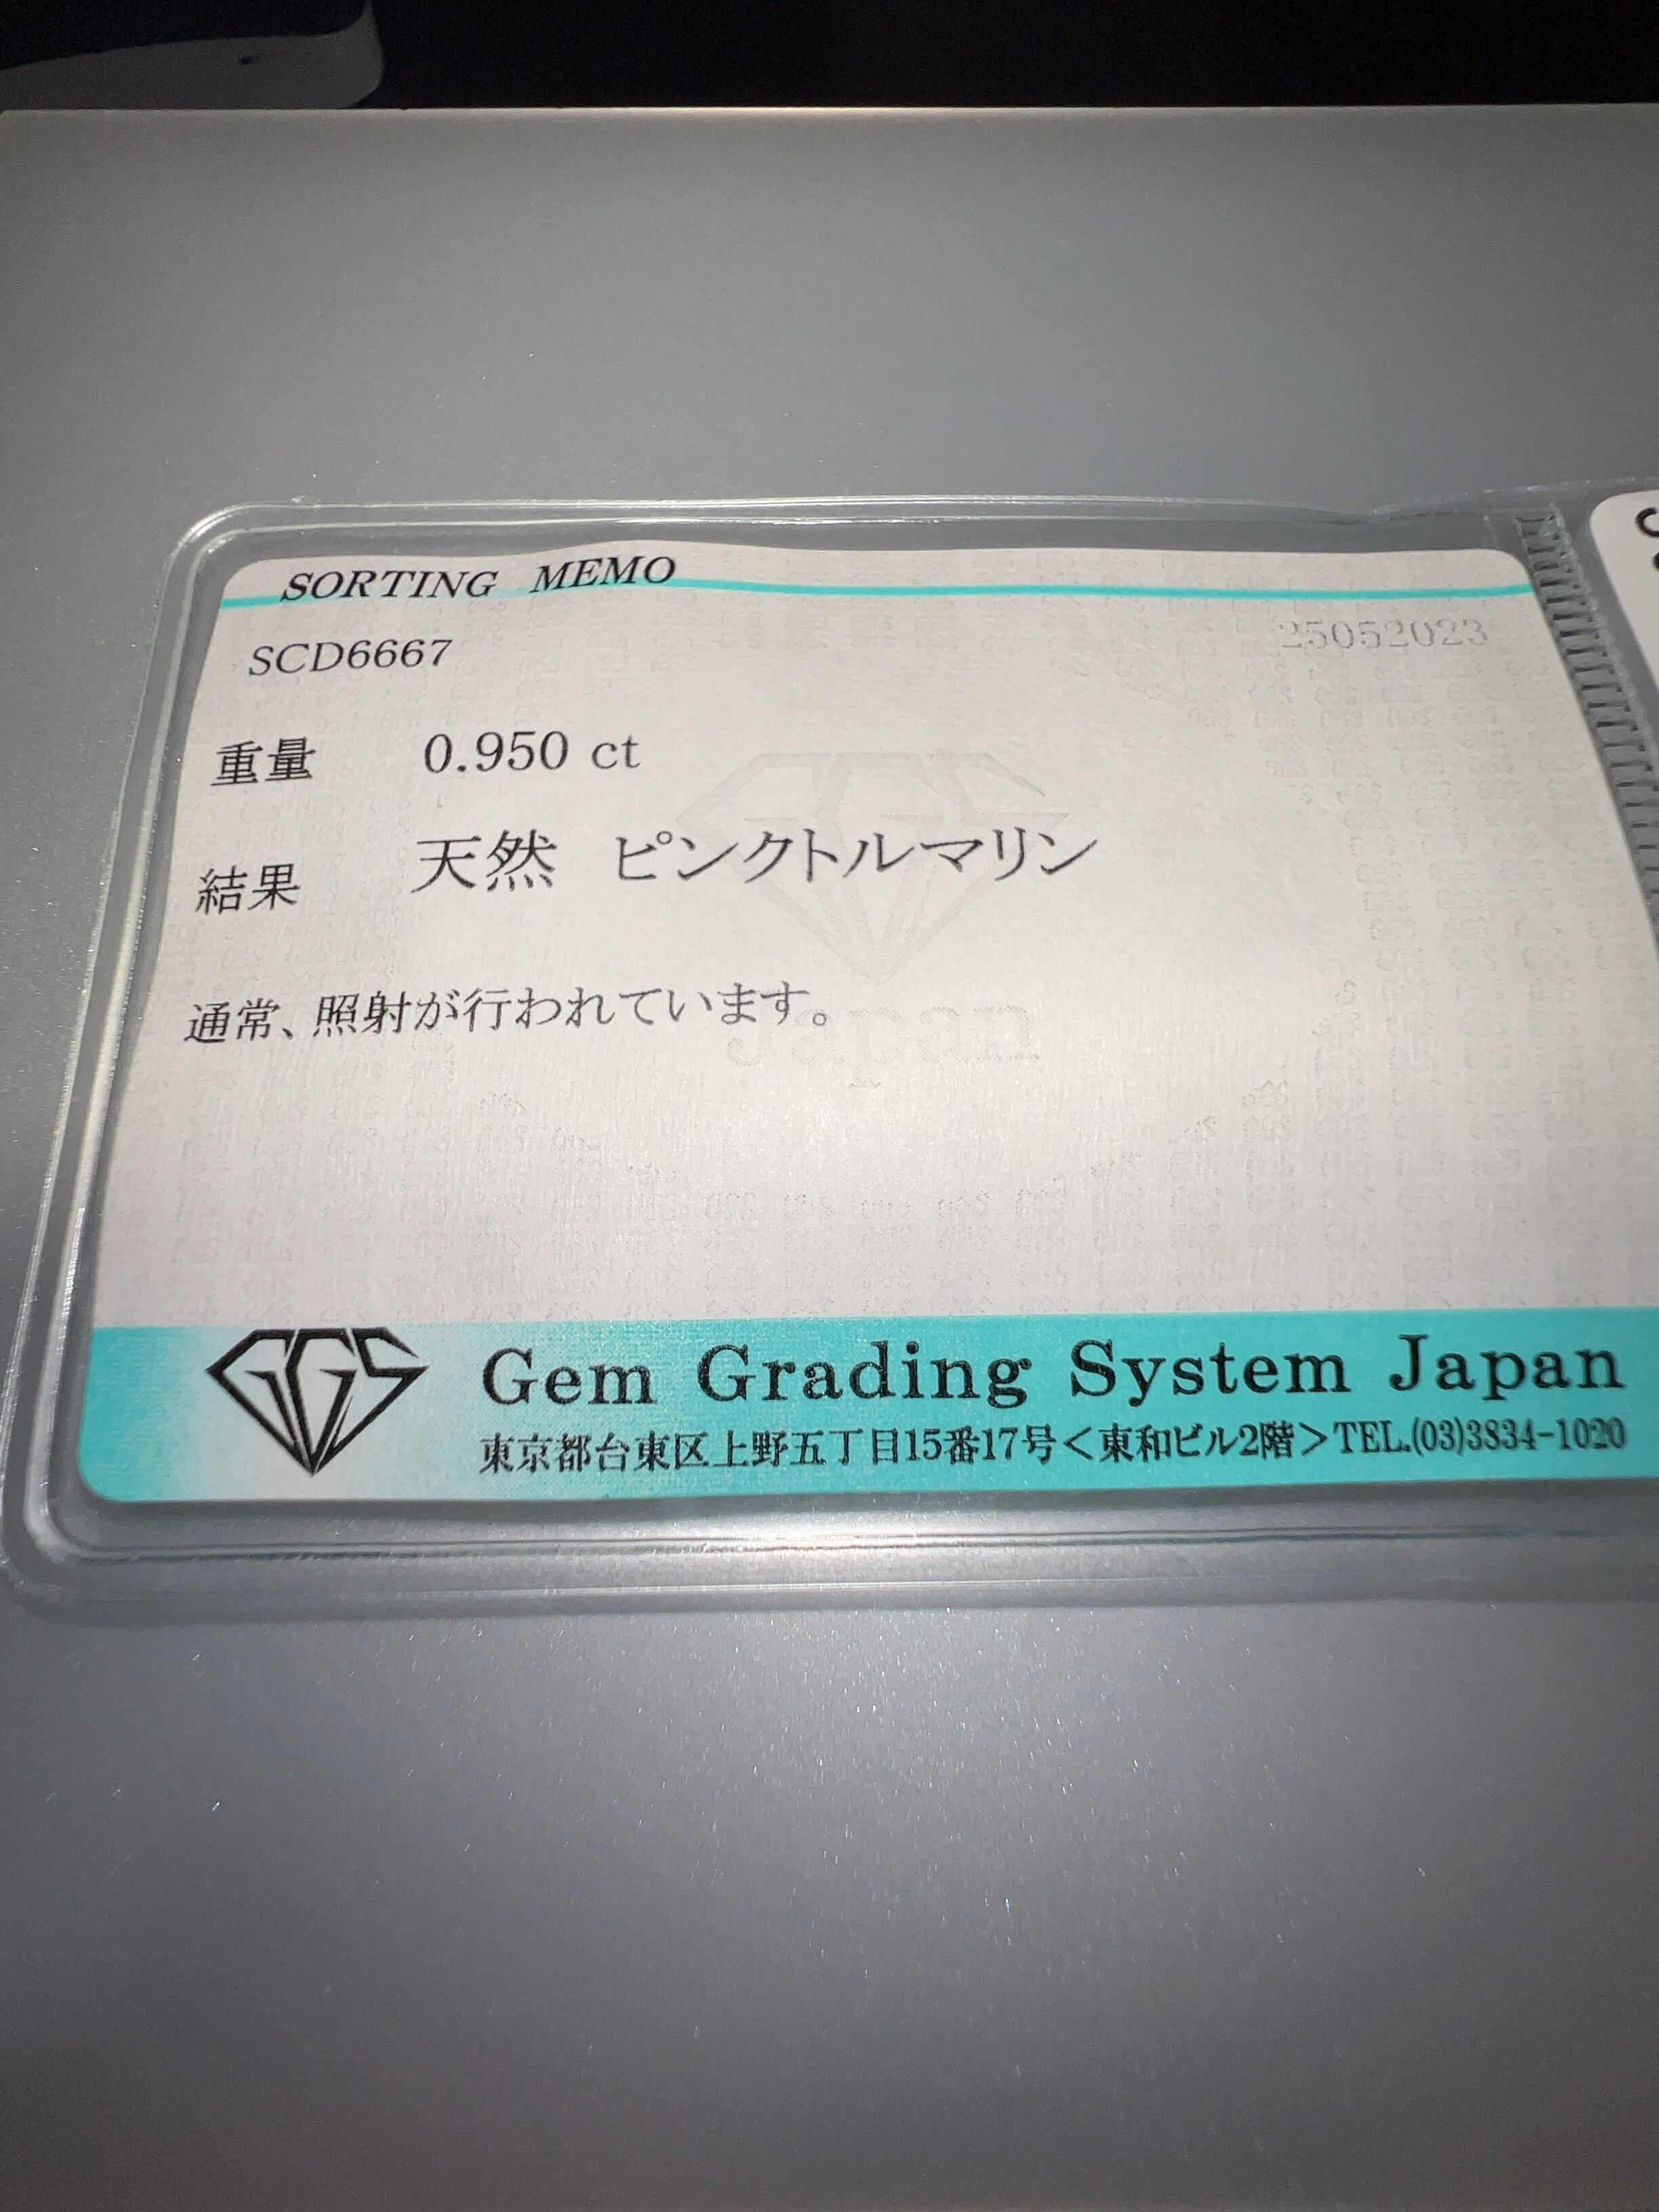 SORTING MEMO
SCD6667
25052023
重量 0.950 ct
結果 天然 ピンクトルマリン
通常、照射が行われています。
GGS
Gem Grading System Japan
東京都台東区上野五丁目15番17号＜東和ビル2階＞TEL.(03)3834-1020